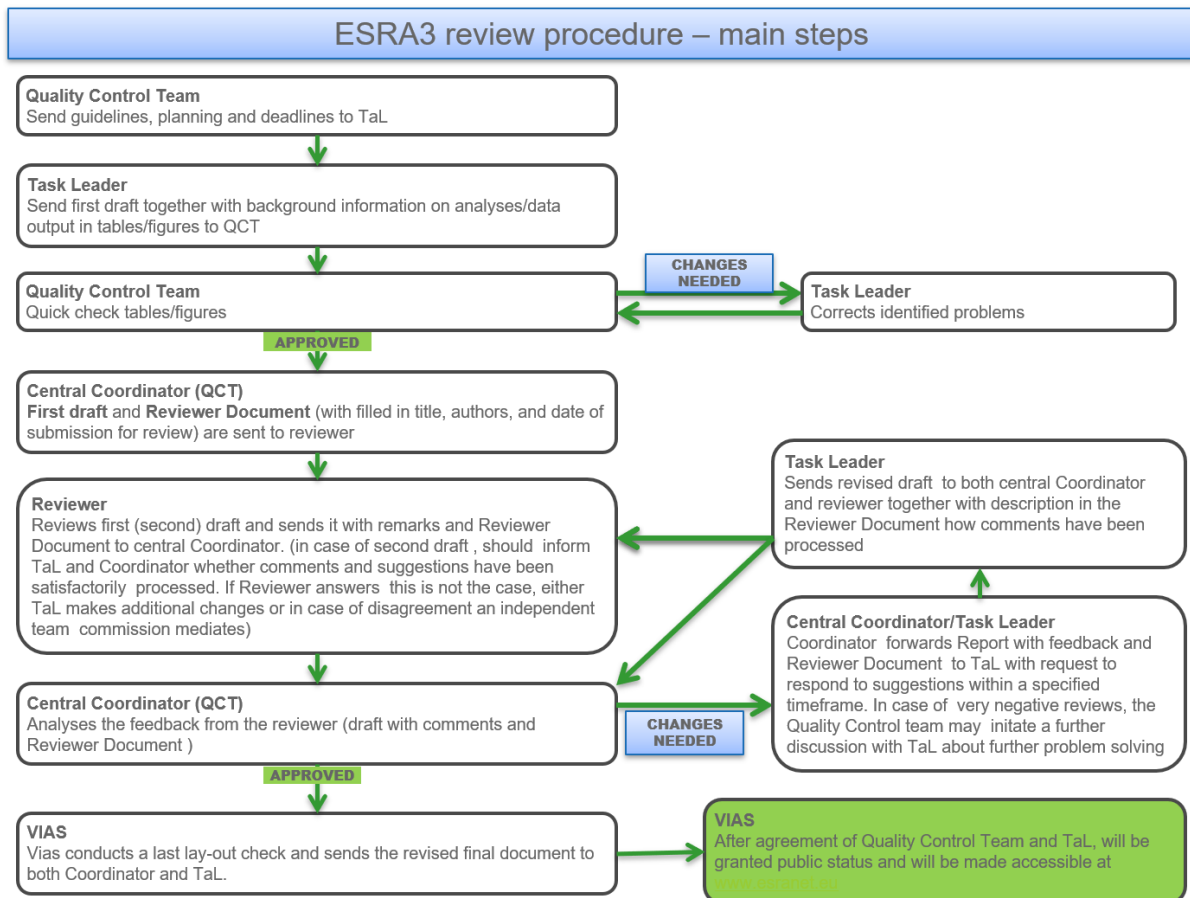 ESRA3 review procedure – main steps
Quality Control Team
Send guidelines, planning and deadlines to TaL
Task Leader
Send first draft together with background information on analyses/data
output in tables/figures to QCT
Quality Control Team
Quick check tables/figures
CHANGES
NEEDED
Task Leader
Corrects identified problems
APPROVED
Central Coordinator (QCT)
First draft and Reviewer Document (with filled in title, authors, and date of
submission for review) are sent to reviewer
Reviewer
Reviews first (second) draft and sends it with remarks and Reviewer
Document to central Coordinator. (in case of second draft , should inform
TaL and Coordinator whether comments and suggestions have been
satisfactorily processed. If Reviewer answers this is not the case, either
TaL makes additional changes or in case of disagreement an independent
team commission mediates)
Task Leader
Sends revised draft to both central Coordinator
and reviewer together with description in the
Reviewer Document how comments have been
processed
Central Coordinator/Task Leader
Coordinator forwards Report with feedback and
Reviewer Document to TaL with request to
respond to suggestions within a specified
timeframe. In case of very negative reviews, the
Quality Control team may initate a further
discussion with TaL about further problem solving
Central Coordinator (QCT)
Analyses the feedback from the reviewer (draft with comments and
Reviewer Document )
CHANGES
NEEDED
APPROVED
VIAS
Vias conducts a last lay-out check and sends the revised final document to
both Coordinator and TaL.
VIAS
After agreement of Quality Control Team and TaL, will be
granted public status and will be made accessible at